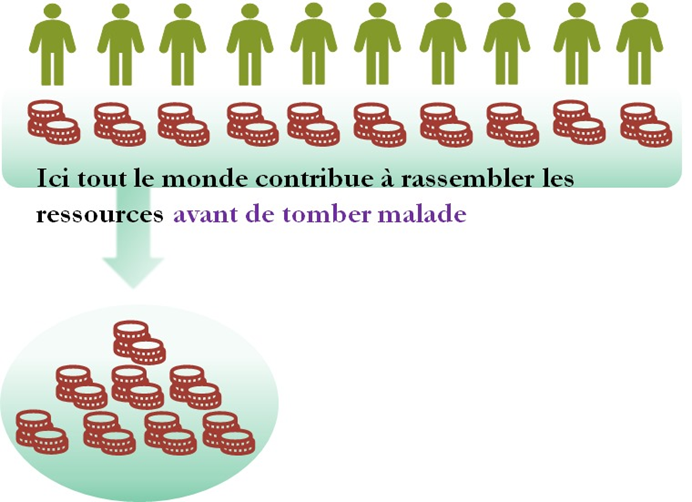 Ici tout le monde contribue à rassembler les
ressources avant de tomber malade